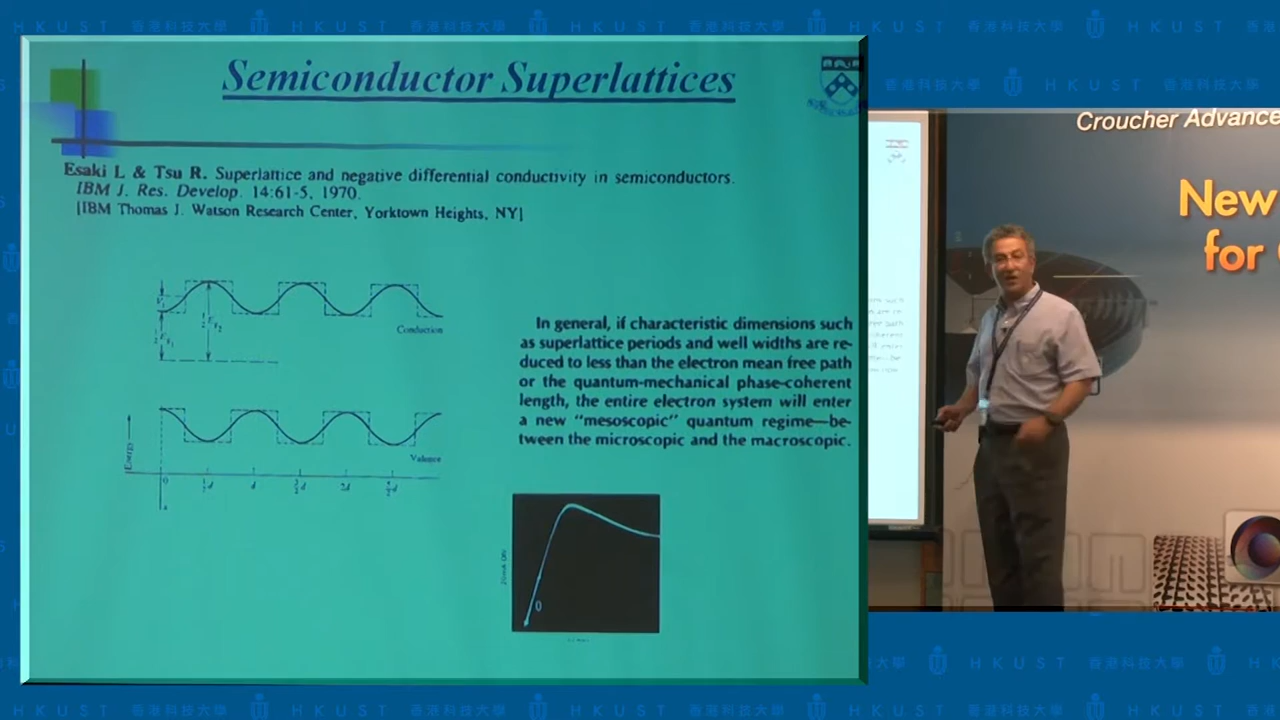 HKUST 香港科技大學
Semiconductor Superlattices
Esaki L & Tsu R. Superlattice and negative differential conductivity in semiconductors.
IBM J. Res. Develop. 14:61-5, 1970.
[IBM Thomas J. Watson Research Center, Yorktown Heights, NY]
Conduction
Valence
Energy
0
d
2d
In general, if characteristic dimensions such
as superlattice periods and well widths are re-
duced to less than the electron mean free path
or the quantum-mechanical phase-coherent
length, the entire electron system will enter
a new “mesoscopic” quantum regime—be-
tween the microscopic and the macroscopic.
0
Croucher Advance
New
for